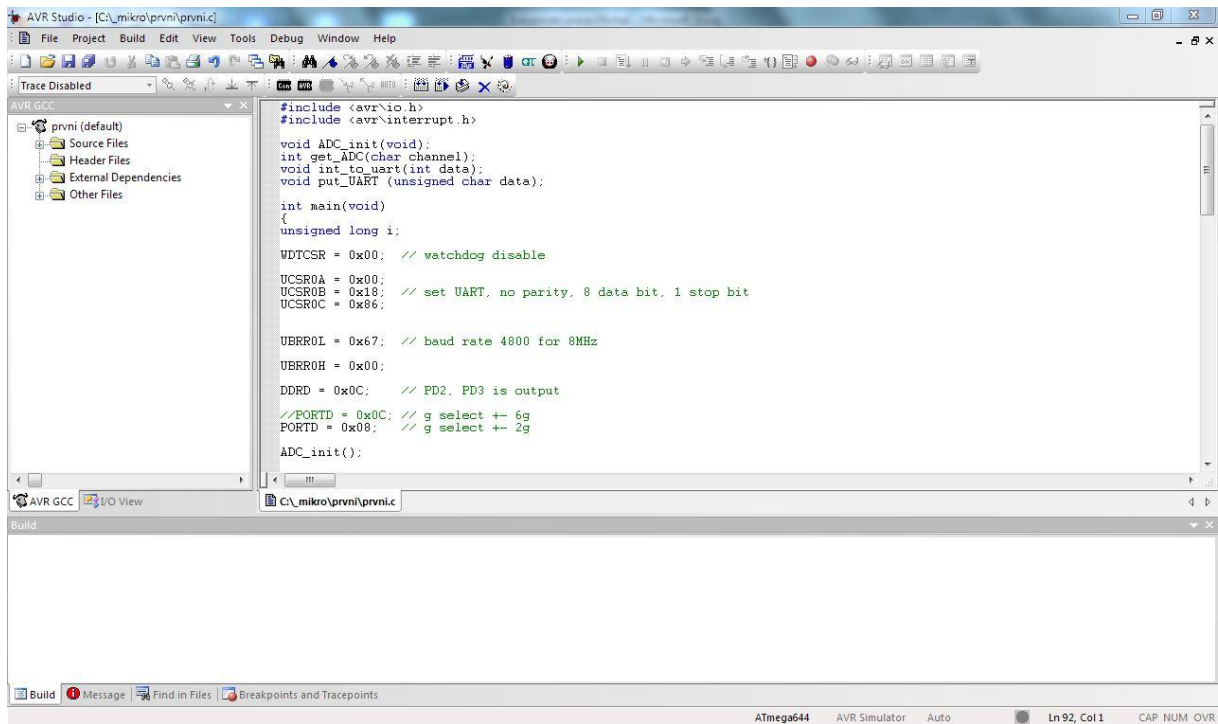 AVR Studio - [C:\_mikro\prvni\prvni.c]
File Project Build Edit View Tools Debug Window Help
Trace Disabled
AVR GCC
prvni (default)
Source Files
Header Files
External Dependencies
Other Files
AVR GCC I/O View
#include <avr\io.h>
#include <avr\interrupt.h>
void ADC_init(void);
int get_ADC(char channel);
void int_to_uart(int data);
void put_UART (unsigned char data);
int main(void)
{
unsigned long i;
WDTCSR = 0x00; // watchdog disable
UCSR0A = 0x00;
UCSR0B = 0x18; // set UART, no parity, 8 data bit, 1 stop bit
UCSR0C = 0x86;
UBRR0L = 0x67; // baud rate 4800 for 8MHz
UBRR0H = 0x00;
DDRD = 0x0C; // PD2, PD3 is output
//PORTD = 0x0C; // g select +- 6g
PORTD = 0x08; // g select +- 2g
ADC_init();
C:\_mikro\prvni\prvni.c
Build
Build Message Find in Files Breakpoints and Tracepoints
ATmega644 AVR Simulator Auto Ln 92, Col 1 CAP NUM OVR